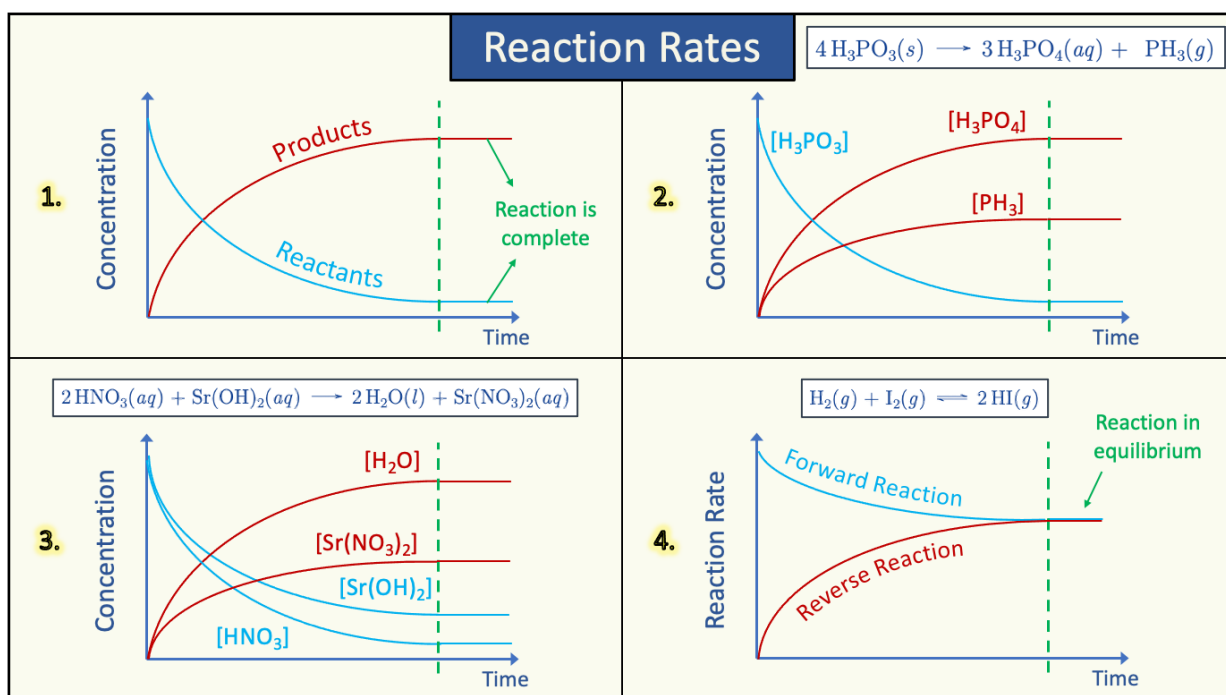 Reaction Rates
4 H₃PO₃(s) ⟶ 3 H₃PO₄(aq) + PH₃(g)
1.
Concentration
Products
Reactants
Reaction is
complete
Time
2.
Concentration
[H₃PO₃]
[H₃PO₄]
[PH₃]
Time
2 HNO₃(aq) + Sr(OH)₂(aq) ⟶ 2 H₂O(l) + Sr(NO₃)₂(aq)
3.
Concentration
[H₂O]
[Sr(NO₃)₂]
[Sr(OH)₂]
[HNO₃]
Time
H₂(g) + I₂(g) ⇌ 2 HI(g)
4.
Reaction Rate
Forward Reaction
Reverse Reaction
Reaction in
equilibrium
Time